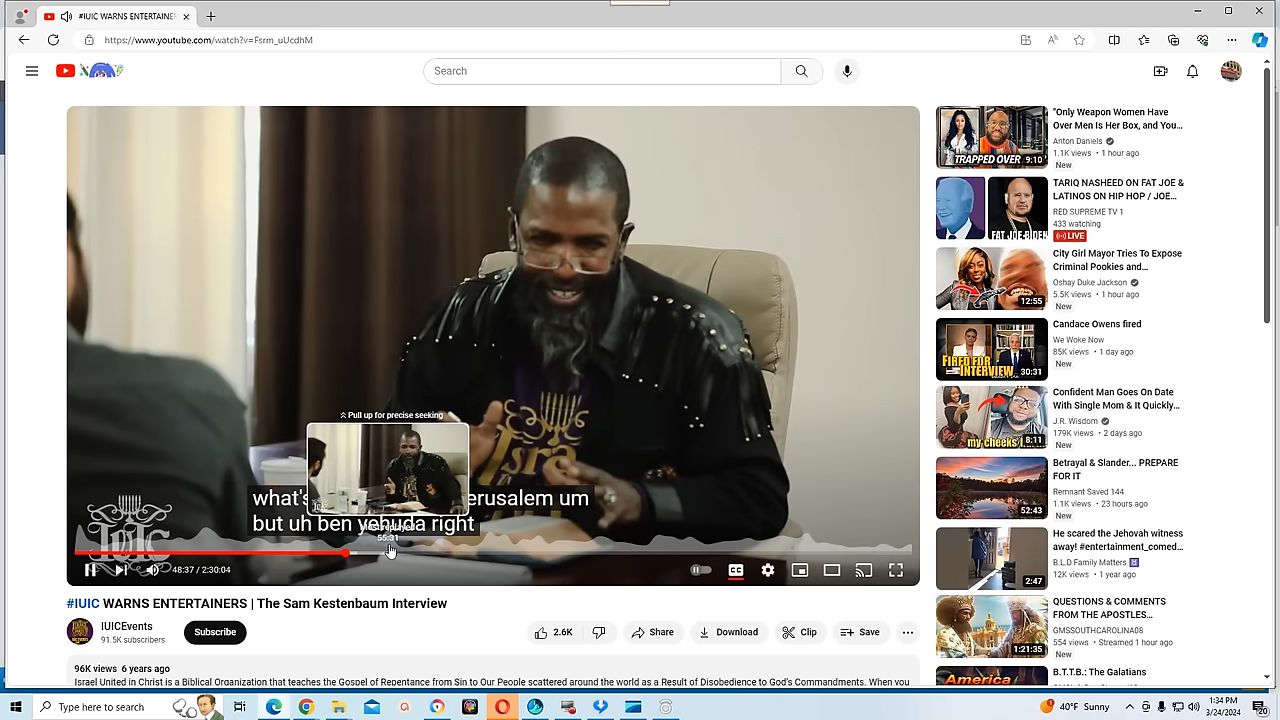 #IUIC WARNS ENTERTAINER
https://www.youtube.com/watch?v=Fsrm_uUcdhM
Search
Pull up for precise seeking
what's
erusalem um
but uh ben yehuda right
55:31
IUIC
48:37 / 2:30:04
CC
#IUIC WARNS ENTERTAINERS | The Sam Kestenbaum Interview
IUICEvents
91.5K subscribers
Subscribe
2.6K
Share
Download
Clip
Save
96K views 6 years ago
Israel United in Christ is a Biblical Organization that teaches the Gospel of Repentance from Sin to Our People scattered around the world as a Result of Disobedience to God's Commandments. When you
TRAPPED OVER
9:10
"Only Weapon Women Have
Over Men Is Her Box, and You...
Anton Daniels
1.1K views • 1 hour ago
New
FAT JOE-BIDEN
TARIQ NASHEED ON FAT JOE &
LATINOS ON HIP HOP / JOE...
RED SUPREME TV 1
433 watching
LIVE
12:55
City Girl Mayor Tries To Expose
Criminal Pookies and...
Oshay Duke Jackson
5.5K views • 1 hour ago
New
FIRED FOR
INTERVIEW
30:31
Candace Owens fired
We Woke Now
85K views • 1 day ago
New
my cheeks
8:11
Confident Man Goes On Date
With Single Mom & It Quickly...
J.R. Wisdom
179K views • 2 days ago
New
52:43
Betrayal & Slander... PREPARE
FOR IT
Remnant Saved 144
1.1K views • 23 hours ago
New
2:47
He scared the Jehovah witness
away! #entertainment_comed...
B.L.D Family Matters
12K views • 1 year ago
1:21:35
QUESTIONS & COMMENTS
FROM THE APOSTLES...
GMSSOUTHCAROLINA08
554 views • Streamed 1 hour ago
New
America
B.T.T.B.: The Galatians
Type here to search
40°F Sunny
1:34 PM
3/24/2024
20